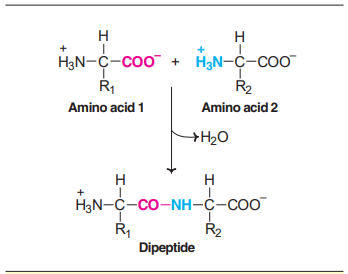 H H
+ +
H₃N–C–COO⁻ + H₃N–C–COO⁻
R₁ R₂
Amino acid 1 Amino acid 2
H₂O
H H
+
H₃N–C–CO–NH–C–COO⁻
R₁ R₂
Dipeptide